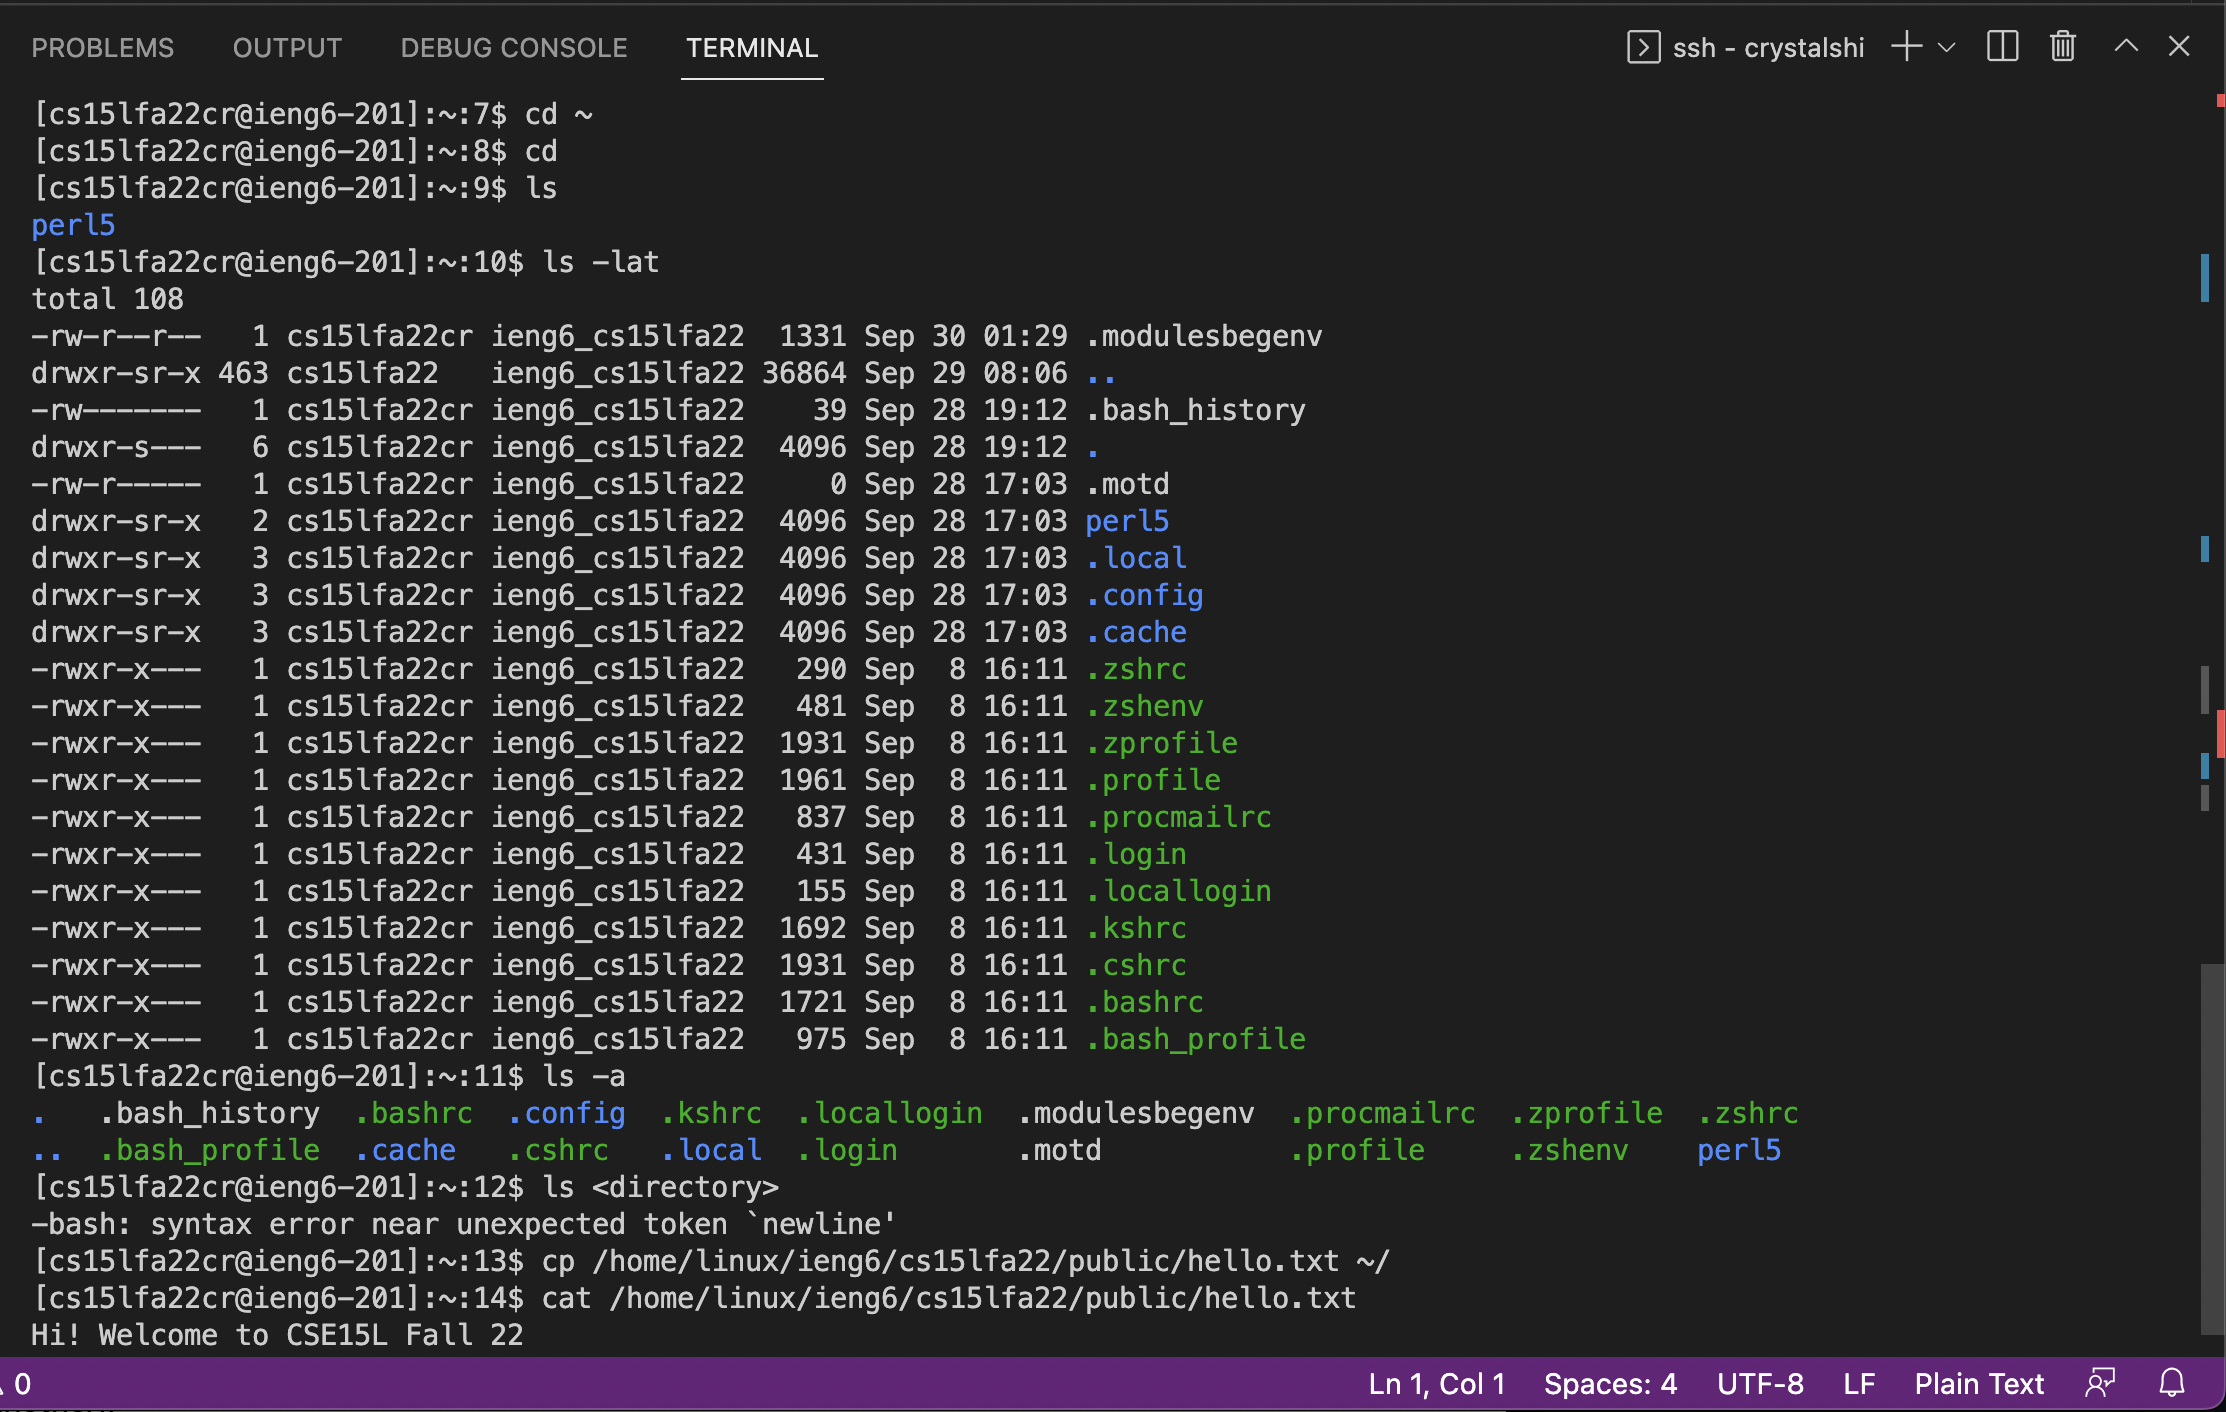 PROBLEMS OUTPUT DEBUG CONSOLE TERMINAL ssh - crystalshi
[cs15lfa22cr@ieng6-201]:~:7$ cd ~
[cs15lfa22cr@ieng6-201]:~:8$ cd
[cs15lfa22cr@ieng6-201]:~:9$ ls
perl5
[cs15lfa22cr@ieng6-201]:~:10$ ls -lat
total 108
-rw-r--r--   1 cs15lfa22cr ieng6_cs15lfa22  1331 Sep 30 01:29 .modulesbegenv
drwxr-sr-x 463 cs15lfa22   ieng6_cs15lfa22 36864 Sep 29 08:06 ..
-rw-------   1 cs15lfa22cr ieng6_cs15lfa22    39 Sep 28 19:12 .bash_history
drwxr-s---   6 cs15lfa22cr ieng6_cs15lfa22  4096 Sep 28 19:12 .
-rw-r-----   1 cs15lfa22cr ieng6_cs15lfa22     0 Sep 28 17:03 .motd
drwxr-sr-x   2 cs15lfa22cr ieng6_cs15lfa22  4096 Sep 28 17:03 perl5
drwxr-sr-x   3 cs15lfa22cr ieng6_cs15lfa22  4096 Sep 28 17:03 .local
drwxr-sr-x   3 cs15lfa22cr ieng6_cs15lfa22  4096 Sep 28 17:03 .config
drwxr-sr-x   3 cs15lfa22cr ieng6_cs15lfa22  4096 Sep 28 17:03 .cache
-rwxr-x---   1 cs15lfa22cr ieng6_cs15lfa22   290 Sep  8 16:11 .zshrc
-rwxr-x---   1 cs15lfa22cr ieng6_cs15lfa22   481 Sep  8 16:11 .zshenv
-rwxr-x---   1 cs15lfa22cr ieng6_cs15lfa22  1931 Sep  8 16:11 .zprofile
-rwxr-x---   1 cs15lfa22cr ieng6_cs15lfa22  1961 Sep  8 16:11 .profile
-rwxr-x---   1 cs15lfa22cr ieng6_cs15lfa22   837 Sep  8 16:11 .procmailrc
-rwxr-x---   1 cs15lfa22cr ieng6_cs15lfa22   431 Sep  8 16:11 .login
-rwxr-x---   1 cs15lfa22cr ieng6_cs15lfa22   155 Sep  8 16:11 .locallogin
-rwxr-x---   1 cs15lfa22cr ieng6_cs15lfa22  1692 Sep  8 16:11 .kshrc
-rwxr-x---   1 cs15lfa22cr ieng6_cs15lfa22  1931 Sep  8 16:11 .cshrc
-rwxr-x---   1 cs15lfa22cr ieng6_cs15lfa22  1721 Sep  8 16:11 .bashrc
-rwxr-x---   1 cs15lfa22cr ieng6_cs15lfa22   975 Sep  8 16:11 .bash_profile
[cs15lfa22cr@ieng6-201]:~:11$ ls -a
.   .bash_history  .bashrc  .config  .kshrc  .locallogin  .modulesbegenv  .procmailrc  .zprofile  .zshrc
..  .bash_profile  .cache   .cshrc   .local  .login       .motd           .profile     .zshenv    perl5
[cs15lfa22cr@ieng6-201]:~:12$ ls <directory>
-bash: syntax error near unexpected token `newline'
[cs15lfa22cr@ieng6-201]:~:13$ cp /home/linux/ieng6/cs15lfa22/public/hello.txt ~/
[cs15lfa22cr@ieng6-201]:~:14$ cat /home/linux/ieng6/cs15lfa22/public/hello.txt
Hi! Welcome to CSE15L Fall 22
0 Ln 1, Col 1 Spaces: 4 UTF-8 LF Plain Text